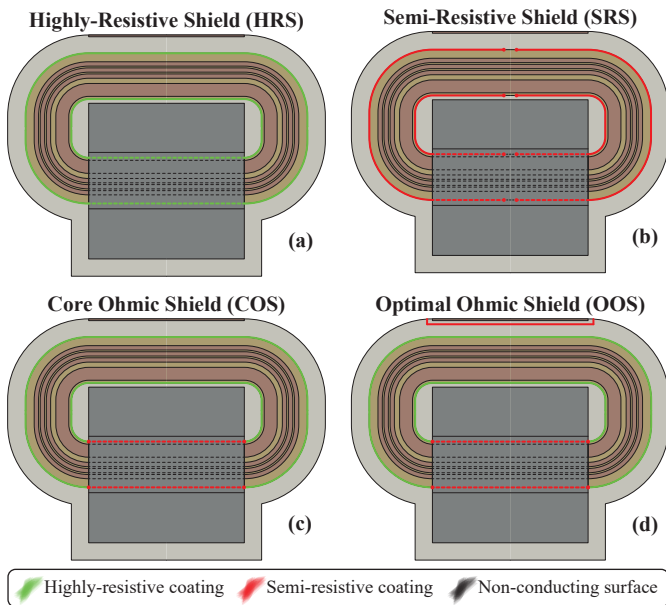 Highly-Resistive Shield (HRS)
Semi-Resistive Shield (SRS)
(a)
(b)
Core Ohmic Shield (COS)
Optimal Ohmic Shield (OOS)
(c)
(d)
Highly-resistive coating
Semi-resistive coating
Non-conducting surface